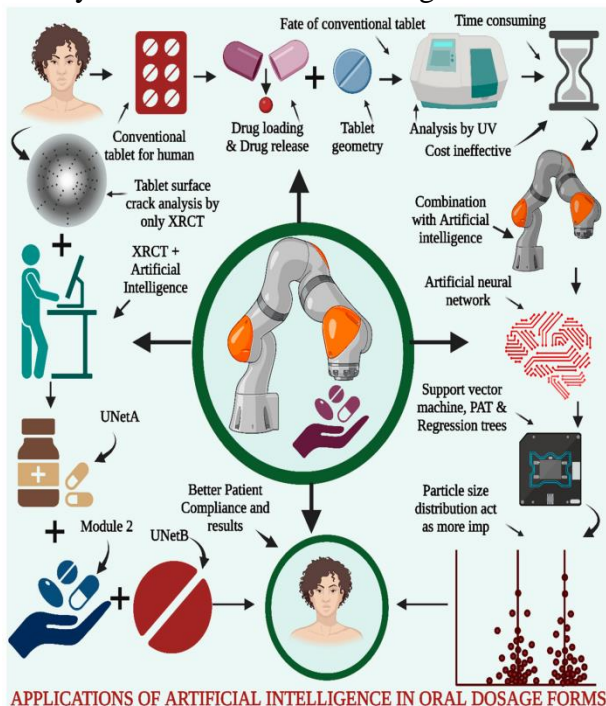 Fate of conventional tablet
Time consuming
Conventional
tablet for human
Drug loading
& Drug release
Tablet
geometry
Analysis by UV
Cost ineffective
Tablet surface
crack analysis by
only XRCT
Combination
with Artificial
intelligence
XRCT +
Artificial
Intelligence
Artificial neural
network
UNetA
Support vector
machine, PAT &
Regression trees
Better Patient
Compliance and
results
Particle size
distribution act
as more imp
Module 2
UNetB
APPLICATIONS OF ARTIFICIAL INTELLIGENCE IN ORAL DOSAGE FORMS